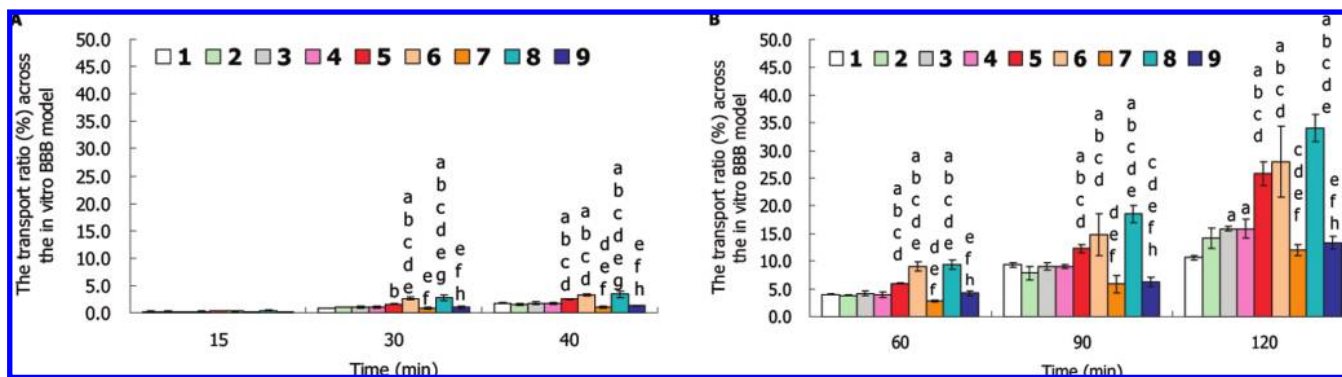 A
50.0
45.0
40.0
35.0
30.0
25.0
20.0
15.0
10.0
5.0
0.0
The transport ratio (%) across
the in vitro BBB model
1 2 3 4 5 6 7 8 9
b
a
b
c
d
e
e
f
a
b
c
d
e
g
e
f
h
a
b
c
d
a
b
c
d
d
e
f
a
b
c
d
e
g
e
f
h
15 30 40
Time (min)
B
50.0
45.0
40.0
35.0
30.0
25.0
20.0
15.0
10.0
5.0
0.0
The transport ratio (%) across
the in vitro BBB model
1 2 3 4 5 6 7 8 9
a
b
c
d
a
b
c
d
e
d
e
f
a
b
c
d
e
e
f
h
a
b
c
d
a
b
c
d
d
e
f
a
b
c
d
e
c
d
e
f
h
a
a
a
b
c
d
a
b
c
d
c
d
e
f
a
b
c
d
e
e
f
h
60 90 120
Time (min)